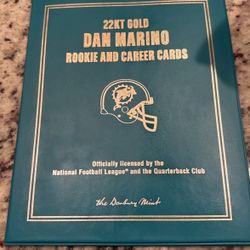 22KT GOLD
DAN MARINO
ROOKIE AND CAREER CARDS
Officially licensed by the
National Football League® and the Quarterback Club
The Danbury Mint